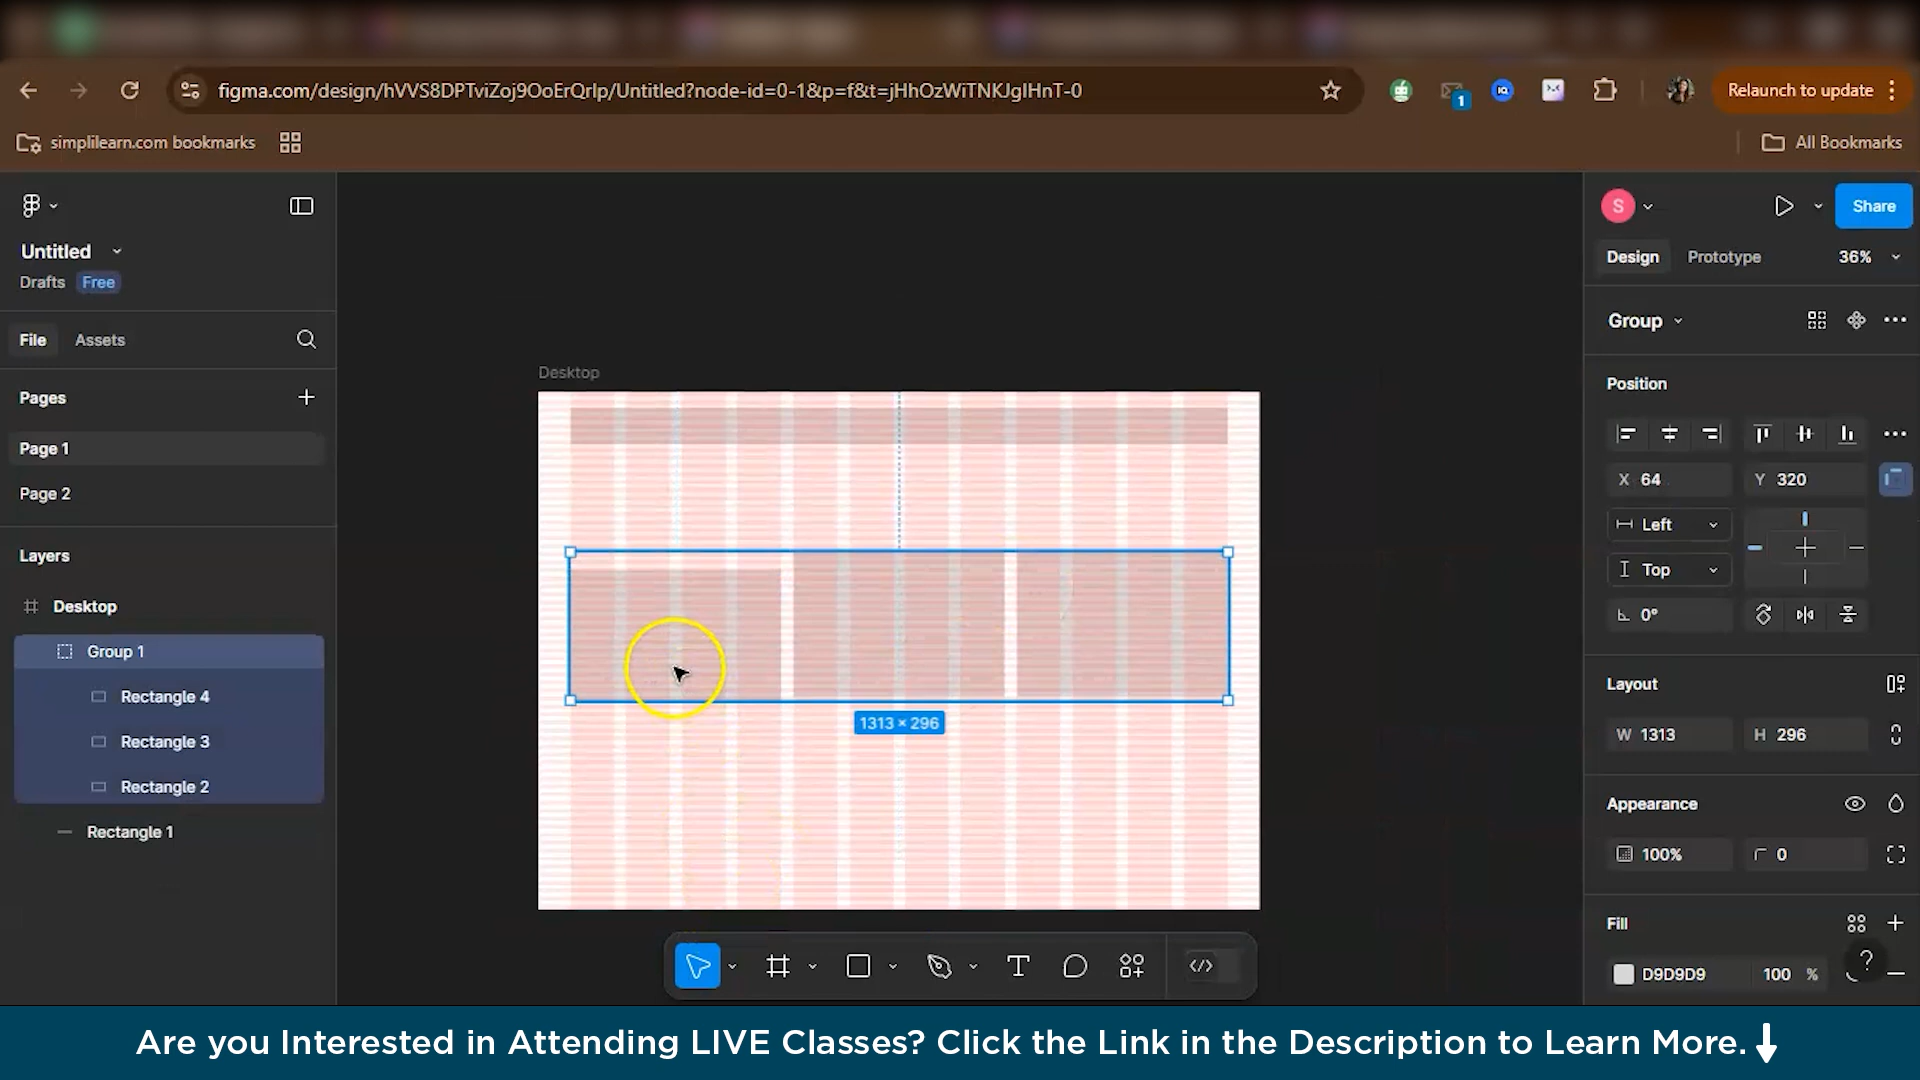 figma.com/design/hVVS8DPTviZoj9OoErQrlp/Untitled?node-id=0-1&p=f&t=jHhOzWiTNKJgIHnT-0
1
Relaunch to update
simplilearn.com bookmarks
All Bookmarks
S
Share
Untitled
Drafts Free
Design Prototype 36%
File Assets
Group
Pages
Desktop
Position
Page 1
X 64 Y 320
Page 2
Left
Layers
Top
Desktop
0°
Group 1
Layout
Rectangle 4
1313 × 296
W 1313 H 296
Rectangle 3
Rectangle 2
Appearance
Rectangle 1
100% 0
Fill
D9D9D9 100 %
?
Are you Interested in Attending LIVE Classes? Click the Link in the Description to Learn More.